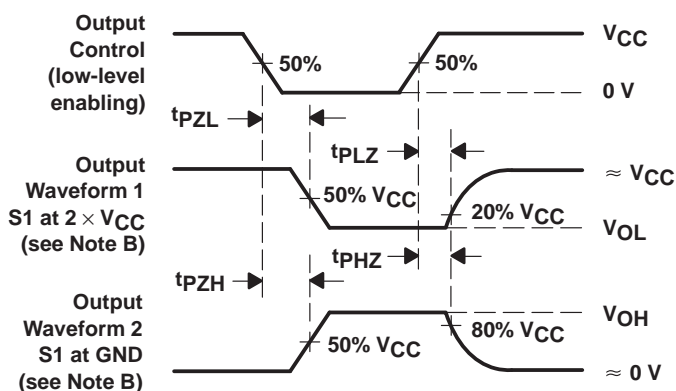 Output
Control
(low-level
enabling)
50%
50%
VCC
0 V
tPZL
tPLZ
Output
Waveform 1
S1 at 2 × VCC
(see Note B)
50% VCC
20% VCC
≈ VCC
VOL
tPZH
tPHZ
Output
Waveform 2
S1 at GND
(see Note B)
50% VCC
80% VCC
VOH
≈ 0 V